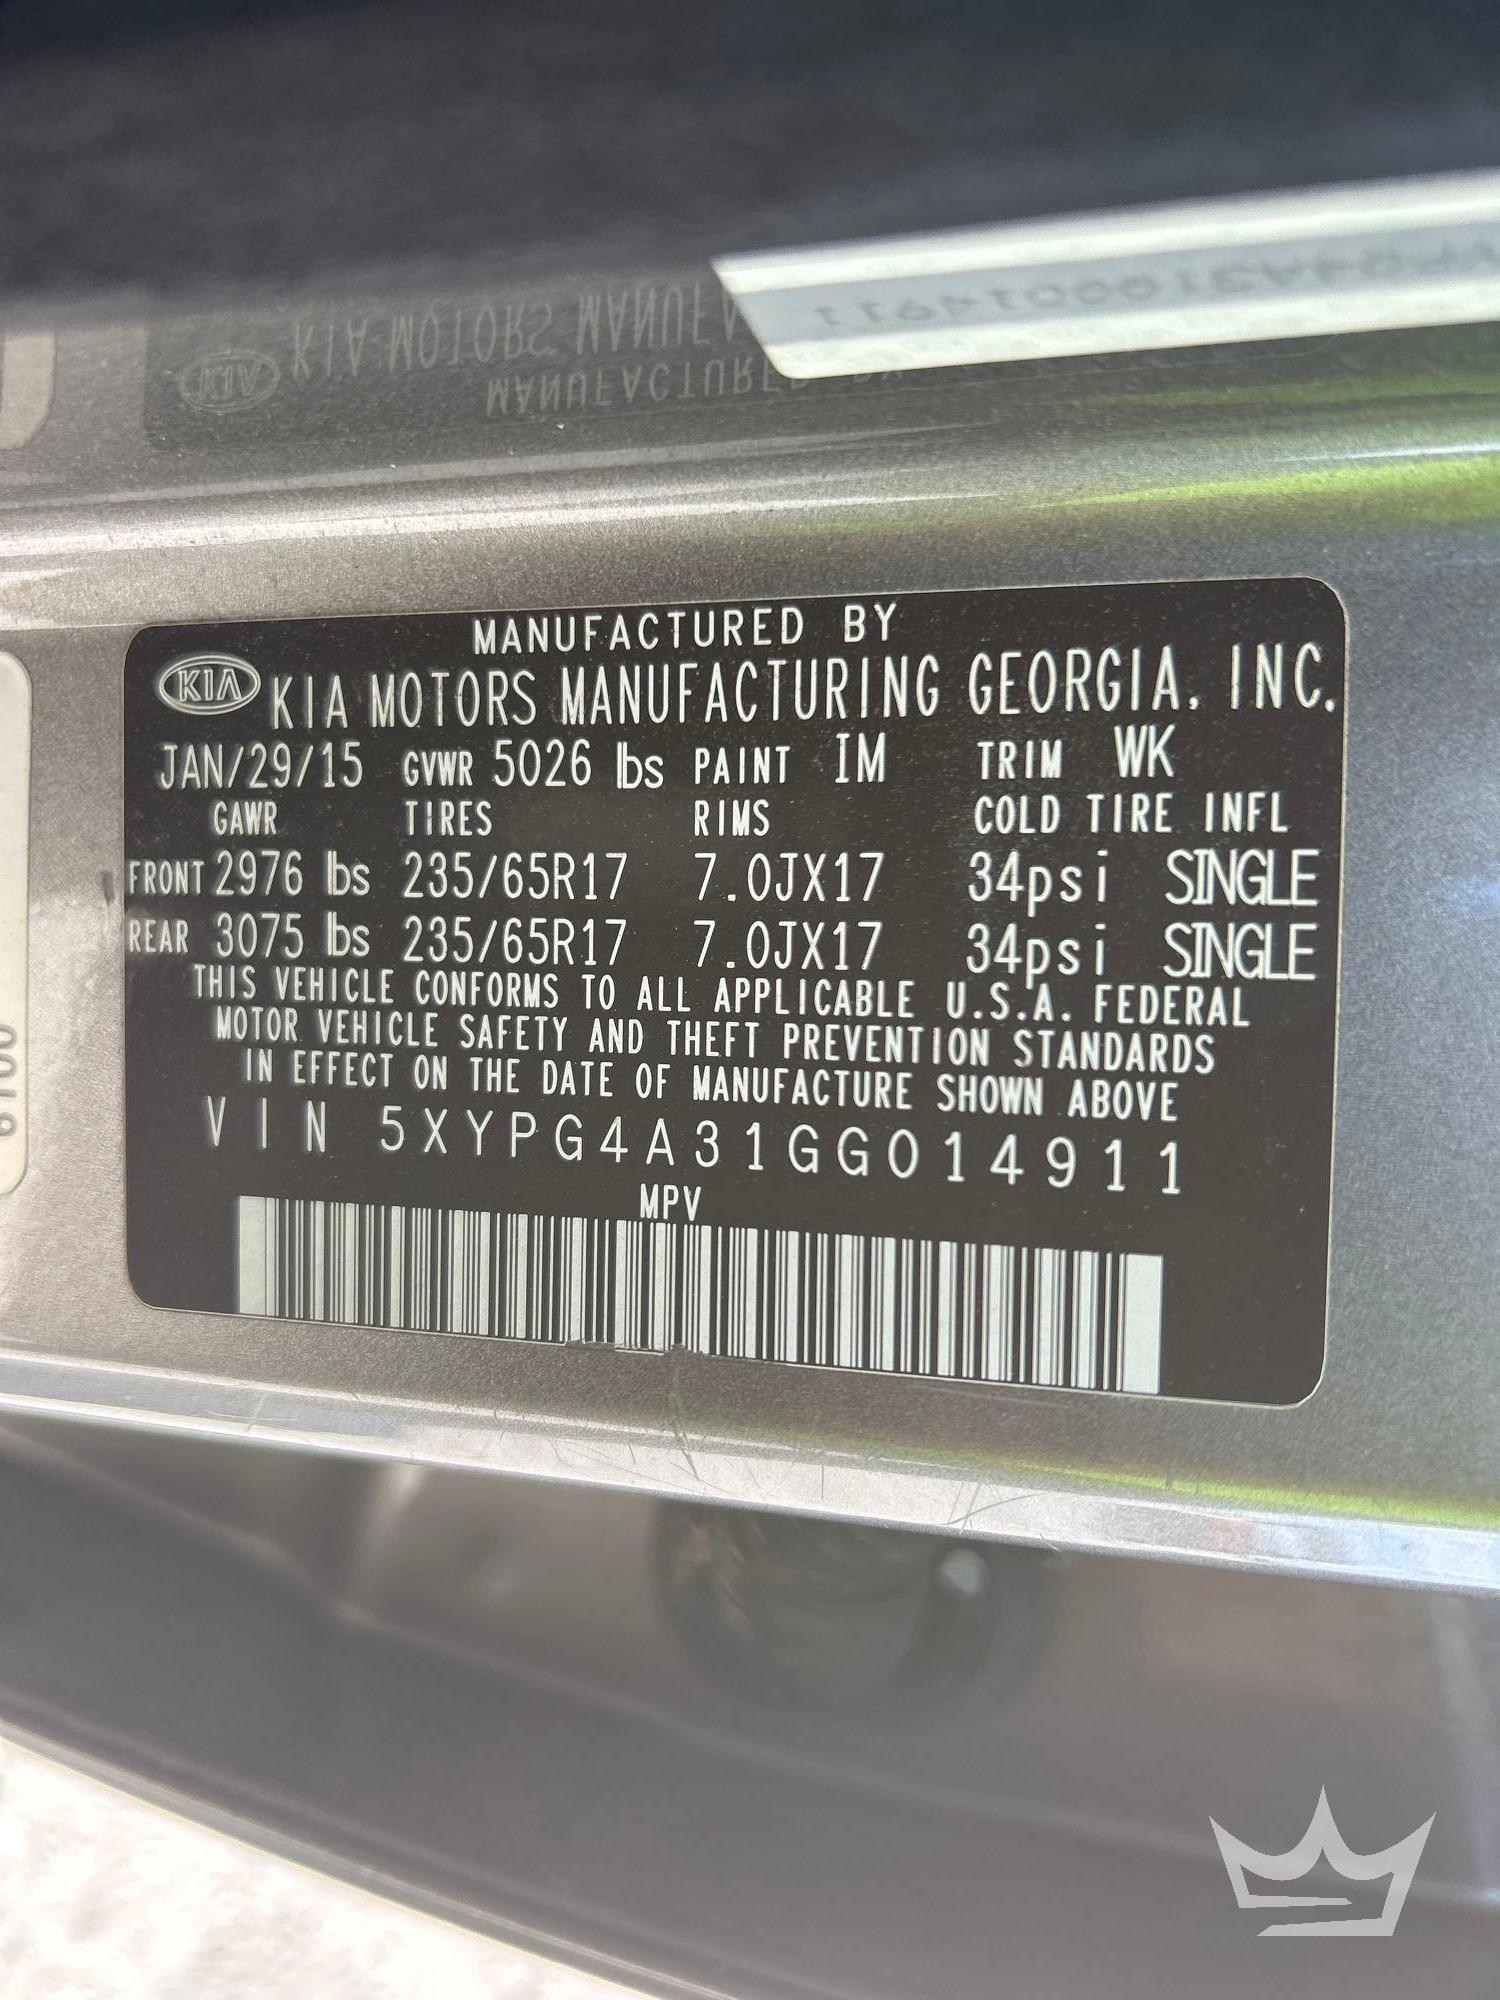 MANUFACTURED BY
KIA KIA MOTORS MANUFACTURING GEORGIA, INC.
JAN/29/15 GVWR 5026 lbs PAINT IM TRIM WK
GAWR TIRES RIMS COLD TIRE INFL
FRONT 2976 lbs 235/65R17 7.0JX17 34psi SINGLE
REAR 3075 lbs 235/65R17 7.0JX17 34psi SINGLE
THIS VEHICLE CONFORMS TO ALL APPLICABLE U.S.A. FEDERAL
MOTOR VEHICLE SAFETY AND THEFT PREVENTION STANDARDS
IN EFFECT ON THE DATE OF MANUFACTURE SHOWN ABOVE
VIN 5XYPG4A31GG014911
MPV